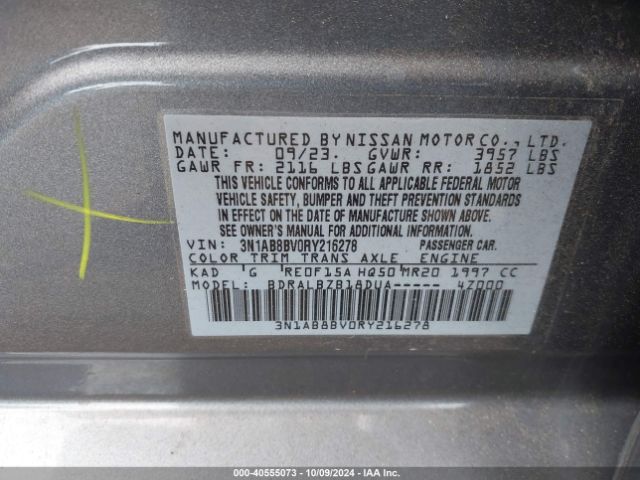 MANUFACTURED BY NISSAN MOTOR CO., LTD.
DATE: 09/23. GVWR: 3957 LBS
GAWR FR: 2116 LBS GAWR RR: 1852 LBS
THIS VEHICLE CONFORMS TO ALL APPLICABLE FEDERAL MOTOR
VEHICLE SAFETY, BUMPER AND THEFT PREVENTION STANDARDS
IN EFFECT ON THE DATE OF MANUFACTURE SHOWN ABOVE.
SEE OWNER'S MANUAL FOR ADDITIONAL INFORMATION.
VIN: 3N1AB8BV0RY216278 PASSENGER CAR.
COLOR TRIM TRANS AXLE ENGINE
KAD G RE0F15A HQ50 MR20 1997 CC
MODEL: BDRALBZB18DUA----- 4Z000
3N1AB8BV0RY216278
000-40555073 | 10/09/2024 | IAA Inc.